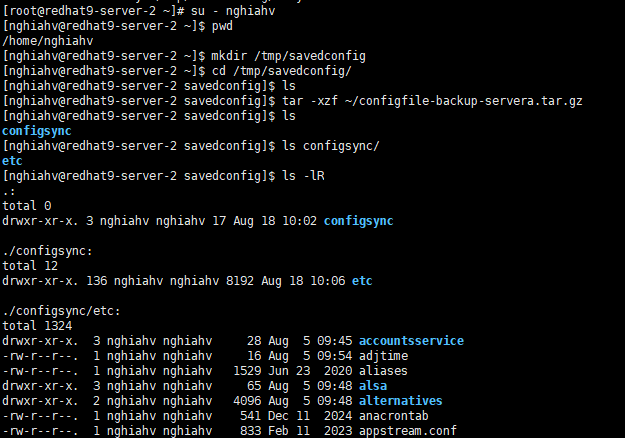 [root@redhat9-server-2 ~]# su - nghiahv
[nghiahv@redhat9-server-2 ~]$ pwd
/home/nghiahv
[nghiahv@redhat9-server-2 ~]$ mkdir /tmp/savedconfig
[nghiahv@redhat9-server-2 ~]$ cd /tmp/savedconfig/
[nghiahv@redhat9-server-2 savedconfig]$ ls
[nghiahv@redhat9-server-2 savedconfig]$ tar -xzf ~/configfile-backup-servera.tar.gz
[nghiahv@redhat9-server-2 savedconfig]$ ls
configsync
[nghiahv@redhat9-server-2 savedconfig]$ ls configsync/
etc
[nghiahv@redhat9-server-2 savedconfig]$ ls -lR
.:
total 0
drwxr-xr-x. 3 nghiahv nghiahv 17 Aug 18 10:02 configsync

./configsync:
total 12
drwxr-xr-x. 136 nghiahv nghiahv 8192 Aug 18 10:06 etc

./configsync/etc:
total 1324
drwxr-xr-x.  3 nghiahv nghiahv     28 Aug  5 09:45 accountsservice
-rw-r--r--.  1 nghiahv nghiahv     16 Aug  5 09:54 adjtime
-rw-r--r--.  1 nghiahv nghiahv   1529 Jun 23  2020 aliases
drwxr-xr-x.  3 nghiahv nghiahv     65 Aug  5 09:48 alsa
drwxr-xr-x.  2 nghiahv nghiahv   4096 Aug  5 09:48 alternatives
-rw-r--r--.  1 nghiahv nghiahv    541 Dec 11  2024 anacrontab
-rw-r--r--.  1 nghiahv nghiahv    833 Feb 11  2023 appstream.conf